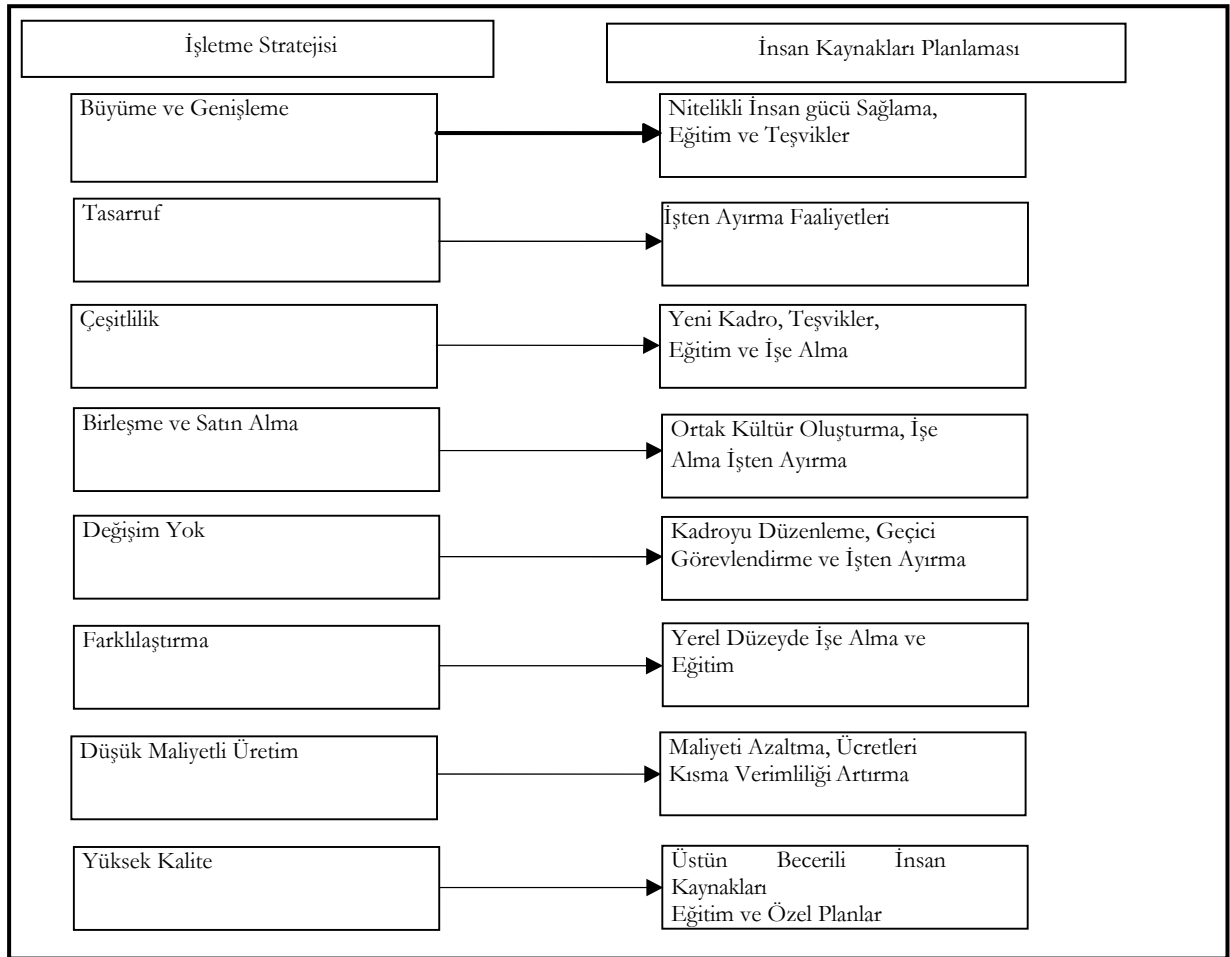 İşletme Stratejisi
İnsan Kaynakları Planlaması
Büyüme ve Genişleme
Nitelikli İnsan gücü Sağlama,
Eğitim ve Teşvikler
Tasarruf
İşten Ayırma Faaliyetleri
Çeşitlilik
Yeni Kadro, Teşvikler,
Eğitim ve İşe Alma
Birleşme ve Satın Alma
Ortak Kültür Oluşturma, İşe
Alma İşten Ayırma
Değişim Yok
Kadroyu Düzenleme, Geçici
Görevlendirme ve İşten Ayırma
Farklılaştırma
Yerel Düzeyde İşe Alma ve
Eğitim
Düşük Maliyetli Üretim
Maliyeti Azaltma, Ücretleri
Kısma Verimliliği Artırma
Yüksek Kalite
Üstün Becerili İnsan
Kaynakları
Eğitim ve Özel Planlar